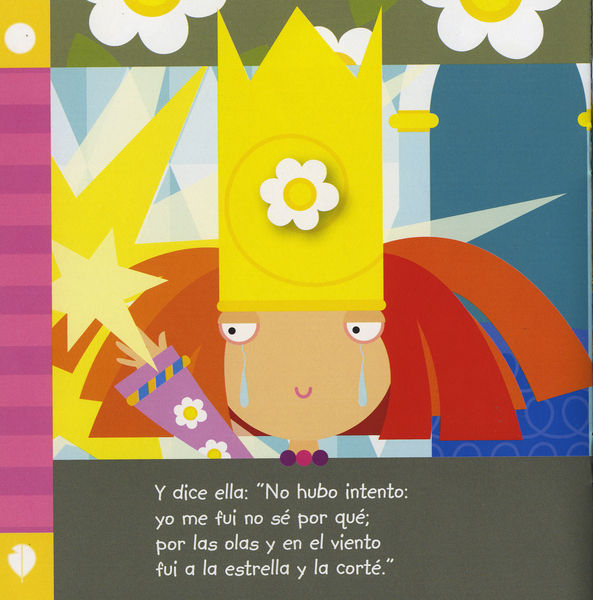 Y dice ella: "No hubo intento:
yo me fui no sé por qué;
por las olas y en el viento
fui a la estrella y la corté."